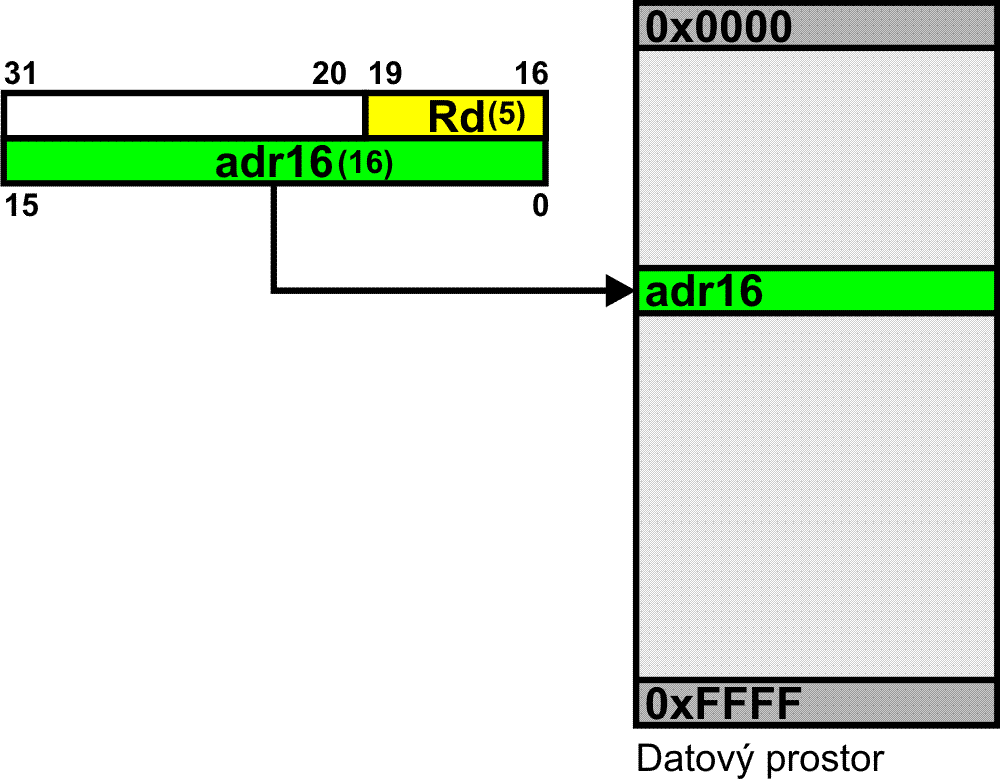 0x0000
31 20 19 16
Rd(5)
adr16(16)
15 0
adr16
0xFFFF
Datový prostor